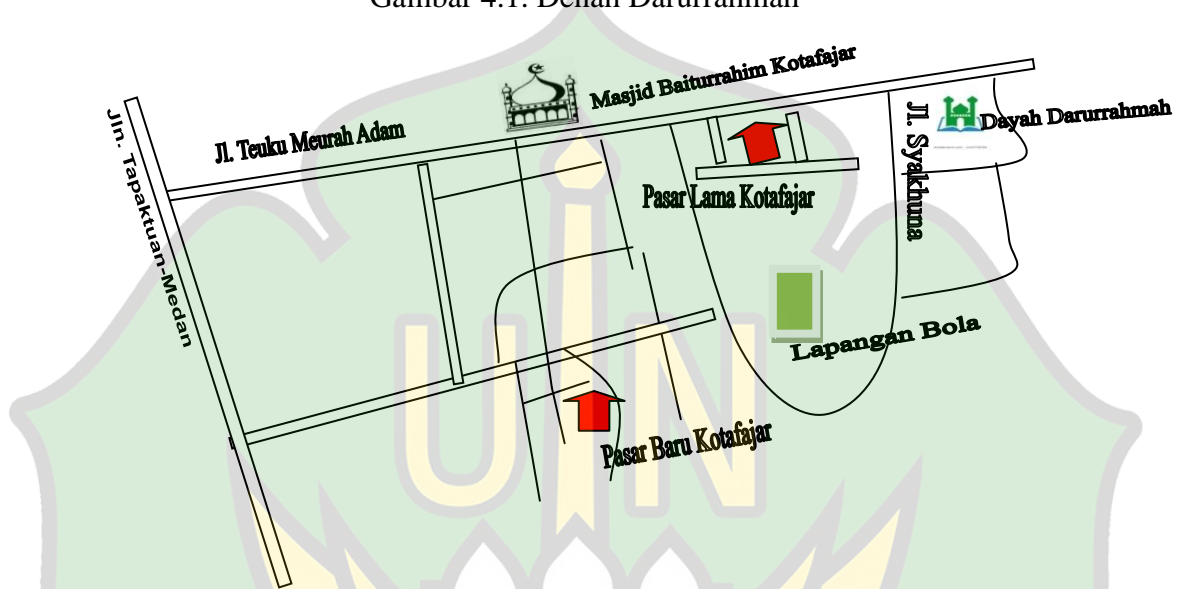 Gambar 4.1: Denah Darurrahmah
Masjid Baiturrahim Kotafajar
Jln. Tapaktuan-Medan
Jl. Teuku Meurah Adam
Jl. Syakhuna
Dayah Darurrahmah
Pasar Lama Kotafajar
Lapangan Bola
Pasar Baru Kotafajar
UIN